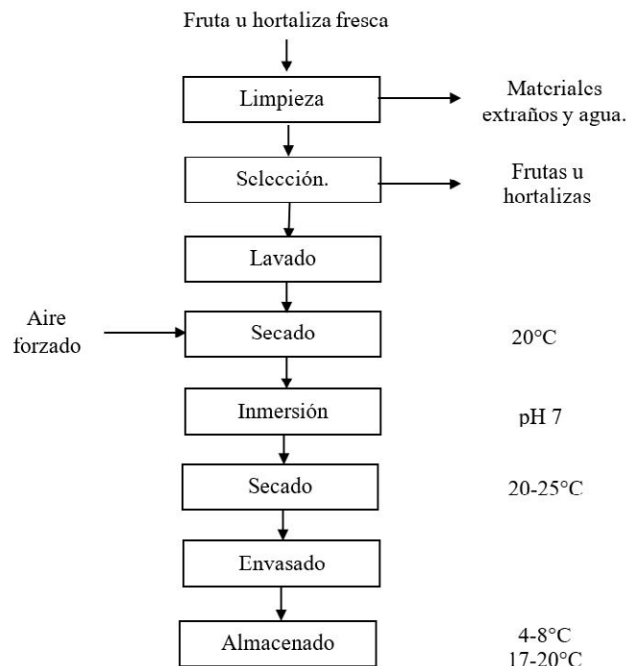 Fruta u hortaliza fresca
Limpieza
Materiales
extraños y agua.
Selección.
Frutas u
hortalizas
Lavado
Aire
forzado
Secado
20°C
Inmersión
pH 7
Secado
20-25°C
Envasado
Almacenado
4-8°C
17-20°C